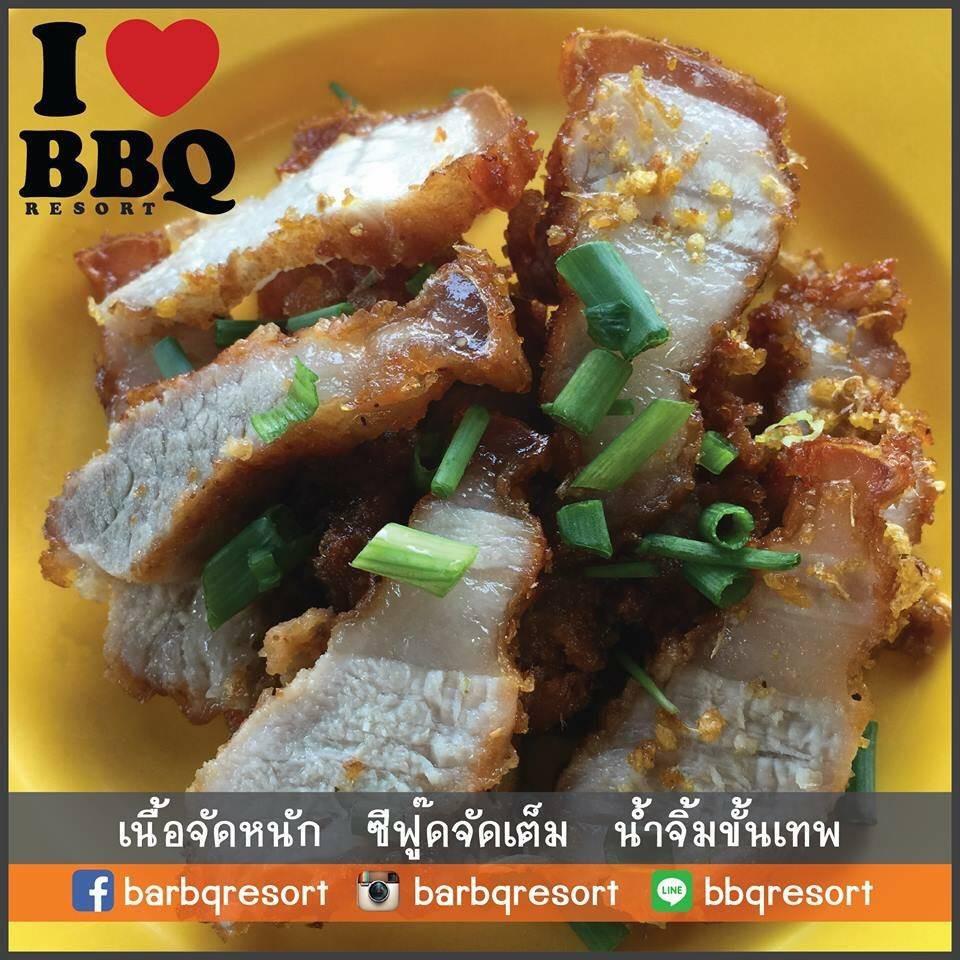 I ❤ BBQ
RESORT
เนื้อจัดหนัก ซีฟู๊ดจัดเต็ม น้ำจิ้มขั้นเทพ
barbqresort barbqresort LINE bbqresort